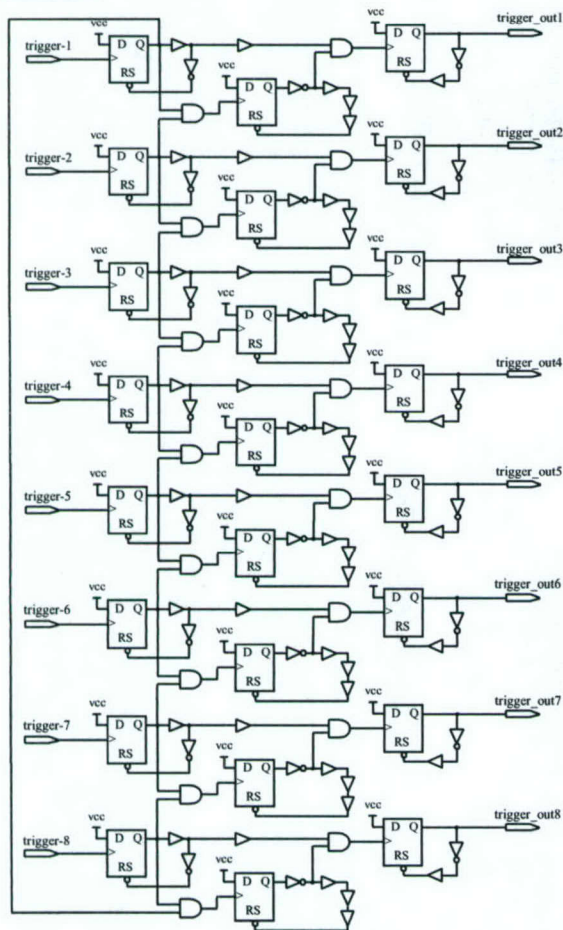 vcc vcc trigger_out1
D Q D Q
trigger-1 vcc
RS D Q RS
RS
vcc vcc trigger_out2
D Q D Q
trigger-2 vcc
RS D Q RS
RS
vcc vcc trigger_out3
D Q D Q
trigger-3 vcc
RS D Q RS
RS
vcc vcc trigger_out4
D Q D Q
trigger-4 vcc
RS D Q RS
RS
vcc vcc trigger_out5
D Q D Q
trigger-5 vcc
RS D Q RS
RS
vcc vcc trigger_out6
D Q D Q
trigger-6 vcc
RS D Q RS
RS
vcc vcc trigger_out7
D Q D Q
trigger-7 vcc
RS D Q RS
RS
vcc vcc trigger_out8
D Q D Q
trigger-8 vcc
RS D Q RS
RS